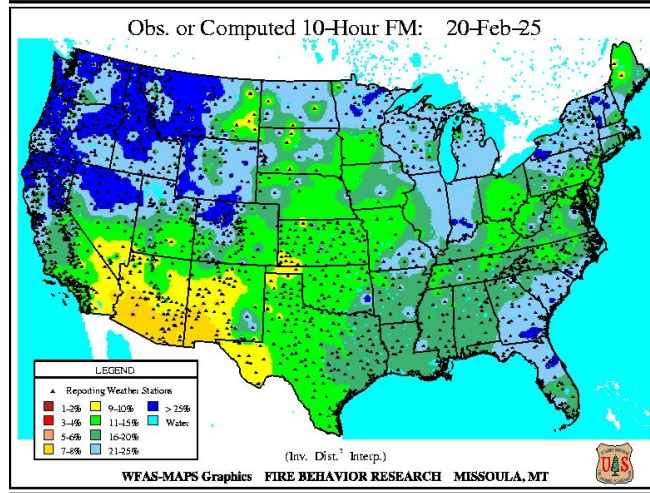 Obs. or Computed 10-Hour FM: 20-Feb-25
LEGEND
▲ Reporting Weather Stations
1-2% 9-10% > 25%
3-4% 11-15% Water
5-6% 16-20%
7-8% 21-25%
(Inv. Dist.² Interp.)
WFAS-MAPS Graphics FIRE BEHAVIOR RESEARCH MISSOULA, MT
US